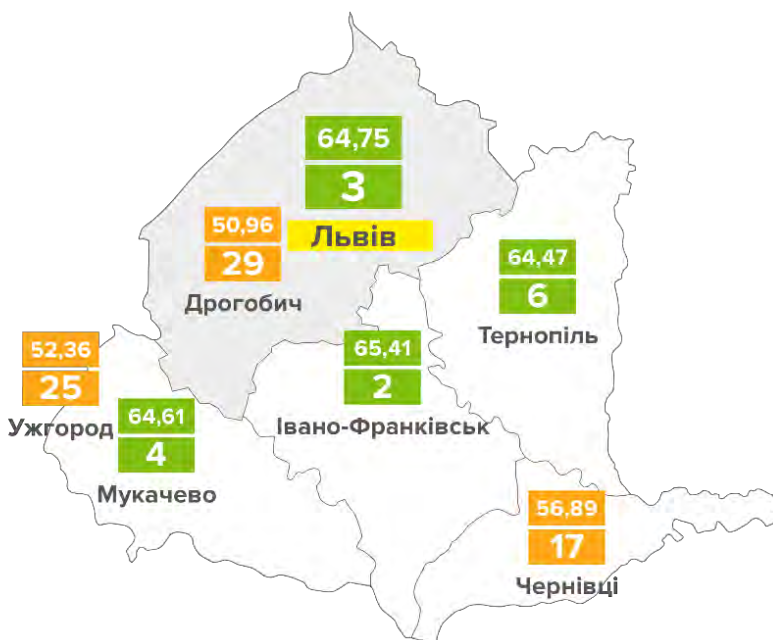 64,75
3
Львів
50,96
29
Дрогобич
64,47
6
Тернопіль
52,36
25
Ужгород
65,41
2
Івано-Франківськ
64,61
4
Мукачево
56,89
17
Чернівці